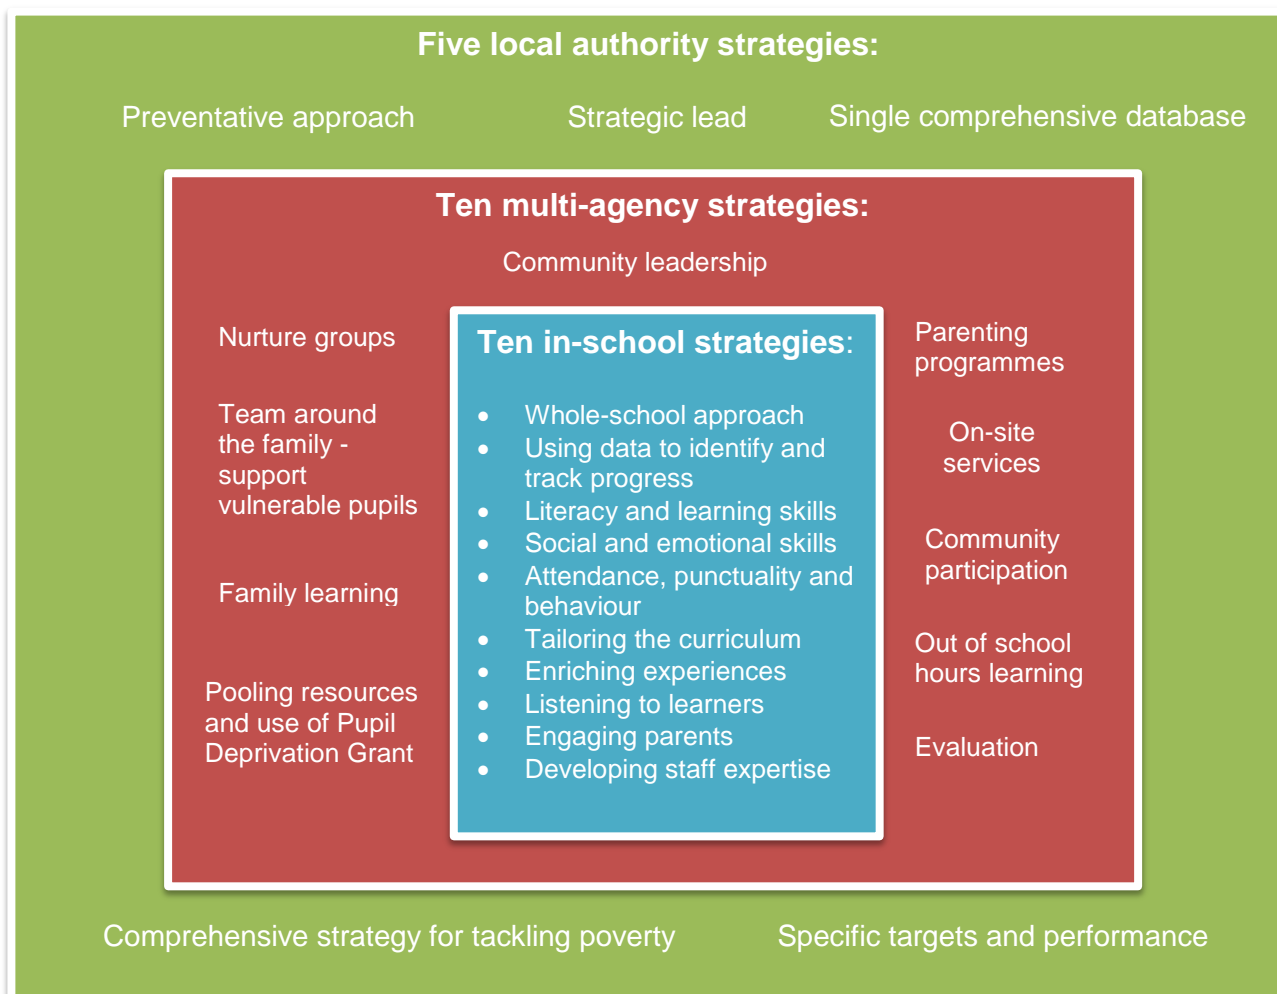 Five local authority strategies:
Preventative approach
Strategic lead
Single comprehensive database
Ten multi-agency strategies:
Community leadership
Nurture groups
Team around
the family -
support
vulnerable pupils
Family learning
Pooling resources
and use of Pupil
Deprivation Grant
Ten in-school strategies:
• Whole-school approach
• Using data to identify and
track progress
• Literacy and learning skills
• Social and emotional skills
• Attendance, punctuality and
behaviour
• Tailoring the curriculum
• Enriching experiences
• Listening to learners
• Engaging parents
• Developing staff expertise
Parenting
programmes
On-site
services
Community
participation
Out of school
hours learning
Evaluation
Comprehensive strategy for tackling poverty
Specific targets and performance